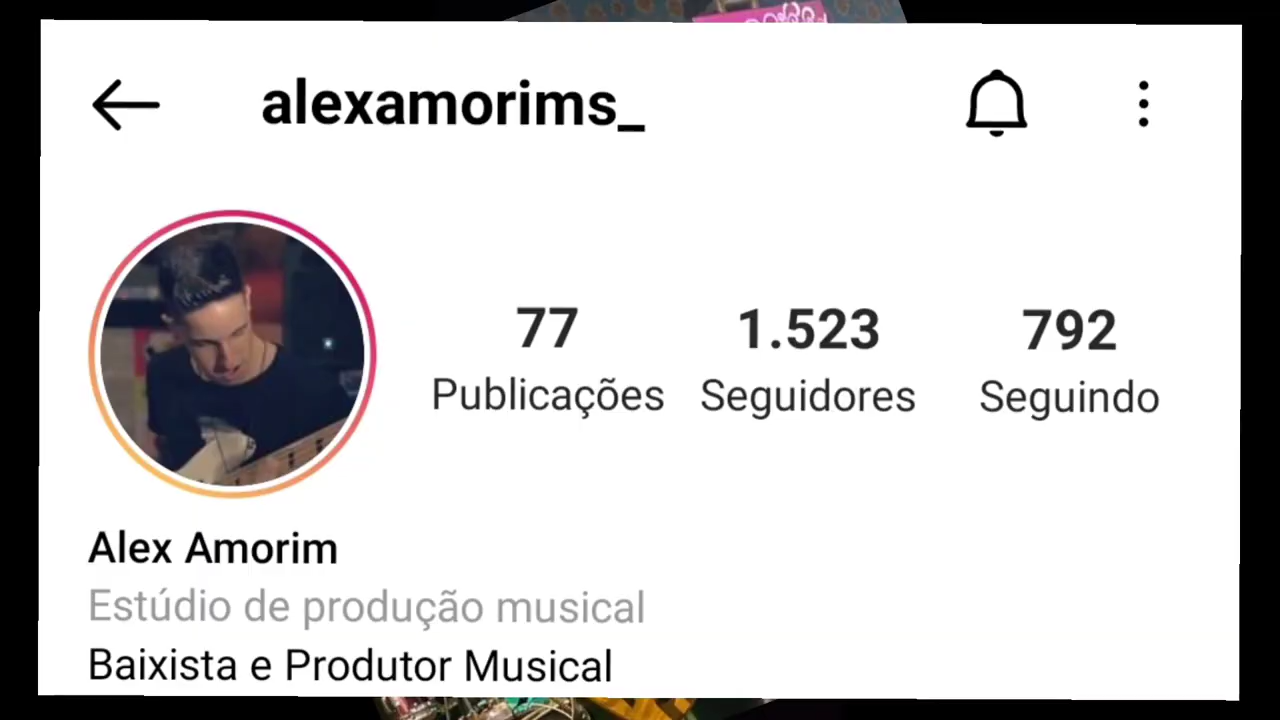 alexamorims_
77 1.523 792
Publicações Seguidores Seguindo
Alex Amorim
Estúdio de produção musical
Baixista e Produtor Musical